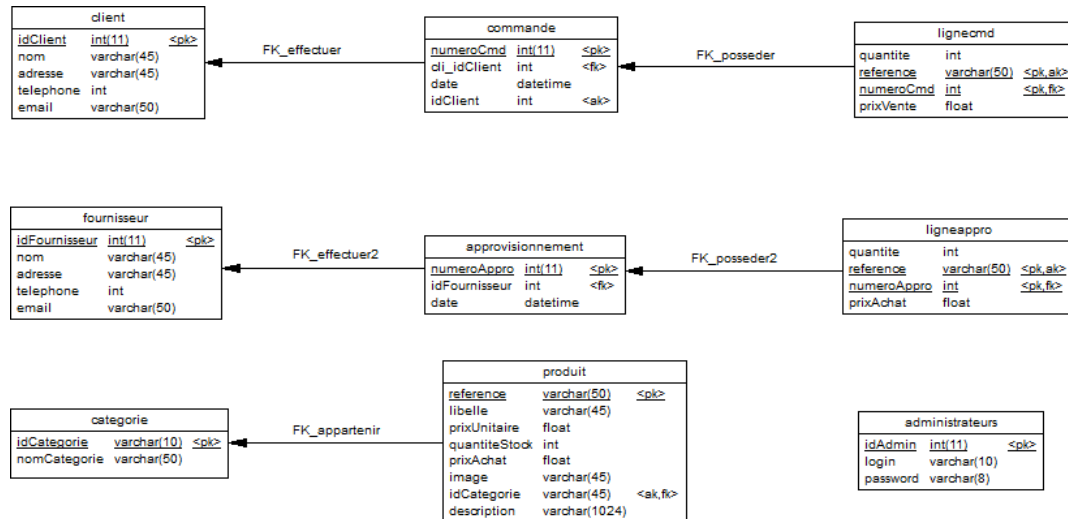 client
idClient int(11) <pk>
nom varchar(45)
adresse varchar(45)
telephone int
email varchar(50)
FK_effectuer
commande
numeroCmd int(11) <pk>
cli_idClient int <fk>
date datetime
idClient int <ak>
FK_posseder
lignecmd
quantite int
reference varchar(50) <pk,ak>
numeroCmd int <pk,fk>
prixVente float
fournisseur
idFournisseur int(11) <pk>
nom varchar(45)
adresse varchar(45)
telephone int
email varchar(50)
FK_effectuer2
approvisionnement
numeroAppro int(11) <pk>
idFournisseur int <fk>
date datetime
FK_posseder2
ligneappro
quantite int
reference varchar(50) <pk,ak>
numeroAppro int <pk,fk>
prixAchat float
categorie
idCategorie varchar(10) <pk>
nomCategorie varchar(50)
FK_appartenir
produit
reference varchar(50) <pk>
libelle varchar(45)
prixUnitaire float
quantiteStock int
prixAchat float
image varchar(45)
idCategorie varchar(45) <ak,fk>
description varchar(1024)
administrateurs
idAdmin int(11) <pk>
login varchar(10)
password varchar(8)